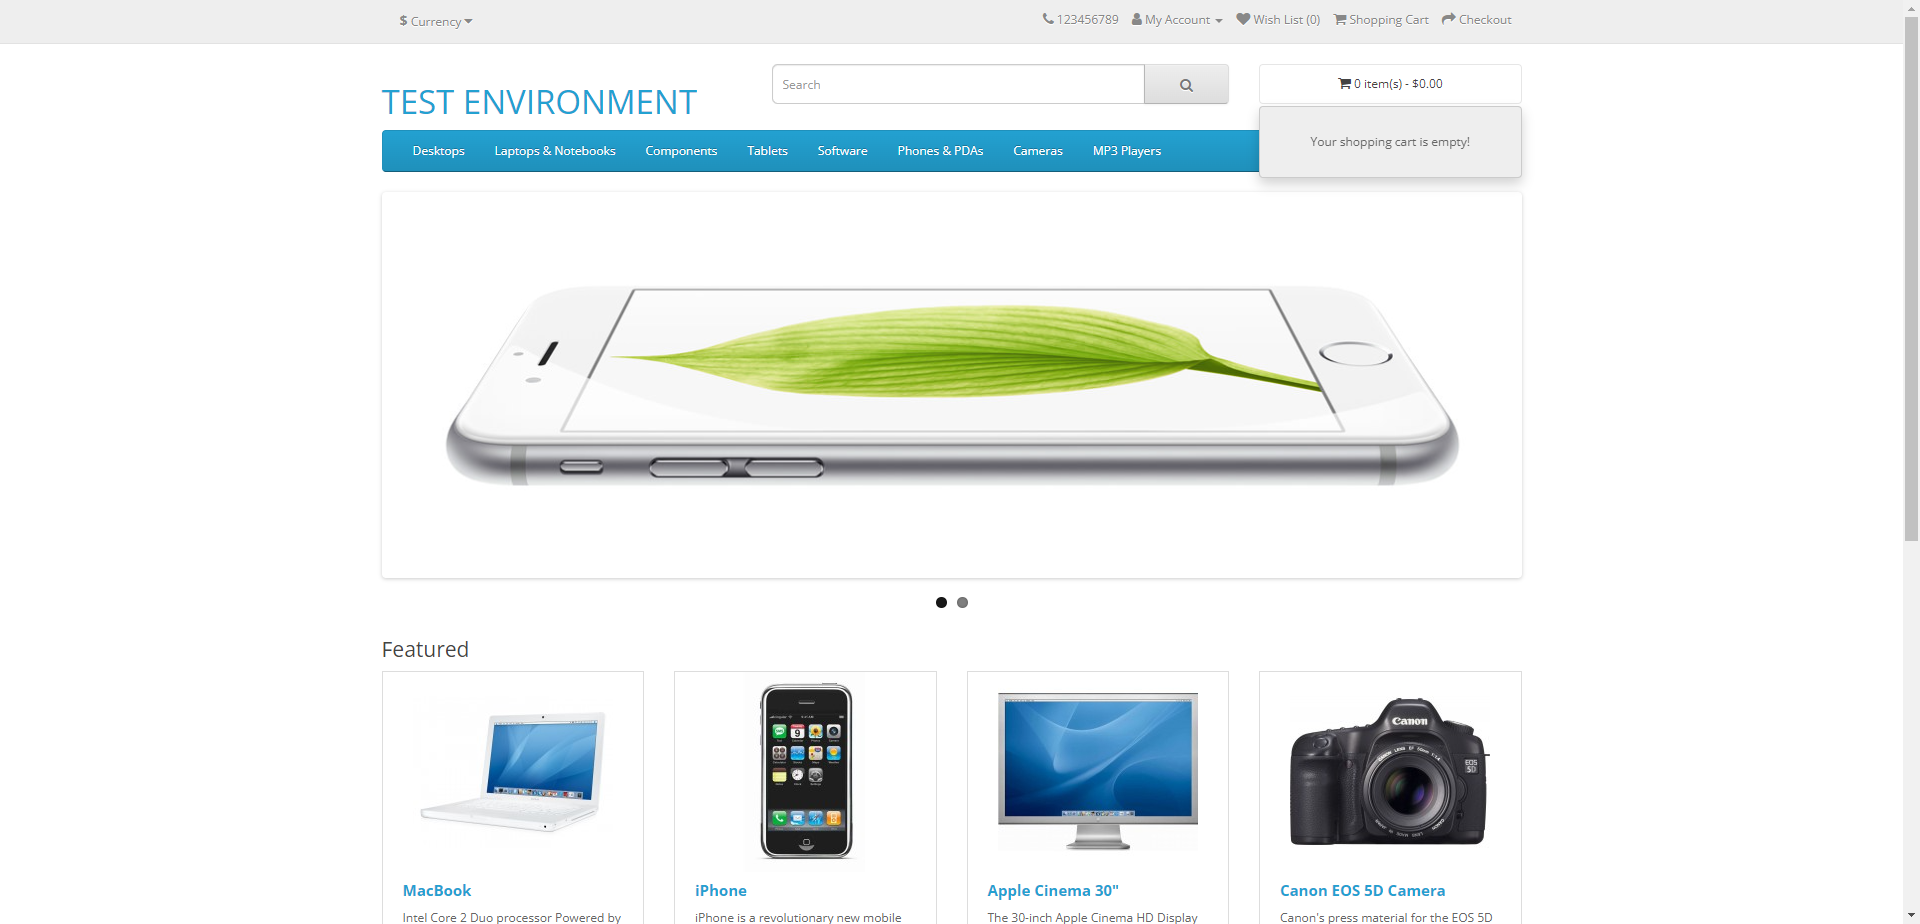 $ Currency
123456789 My Account Wish List (0) Shopping Cart Checkout
TEST ENVIRONMENT
Search
0 item(s) - $0.00
Your shopping cart is empty!
Desktops Laptops & Notebooks Components Tablets Software Phones & PDAs Cameras MP3 Players
Featured
Canon
EOS
5D
MacBook
Intel Core 2 Duo processor Powered by
iPhone
iPhone is a revolutionary new mobile
Apple Cinema 30"
The 30-inch Apple Cinema HD Display
Canon EOS 5D Camera
Canon's press material for the EOS 5D